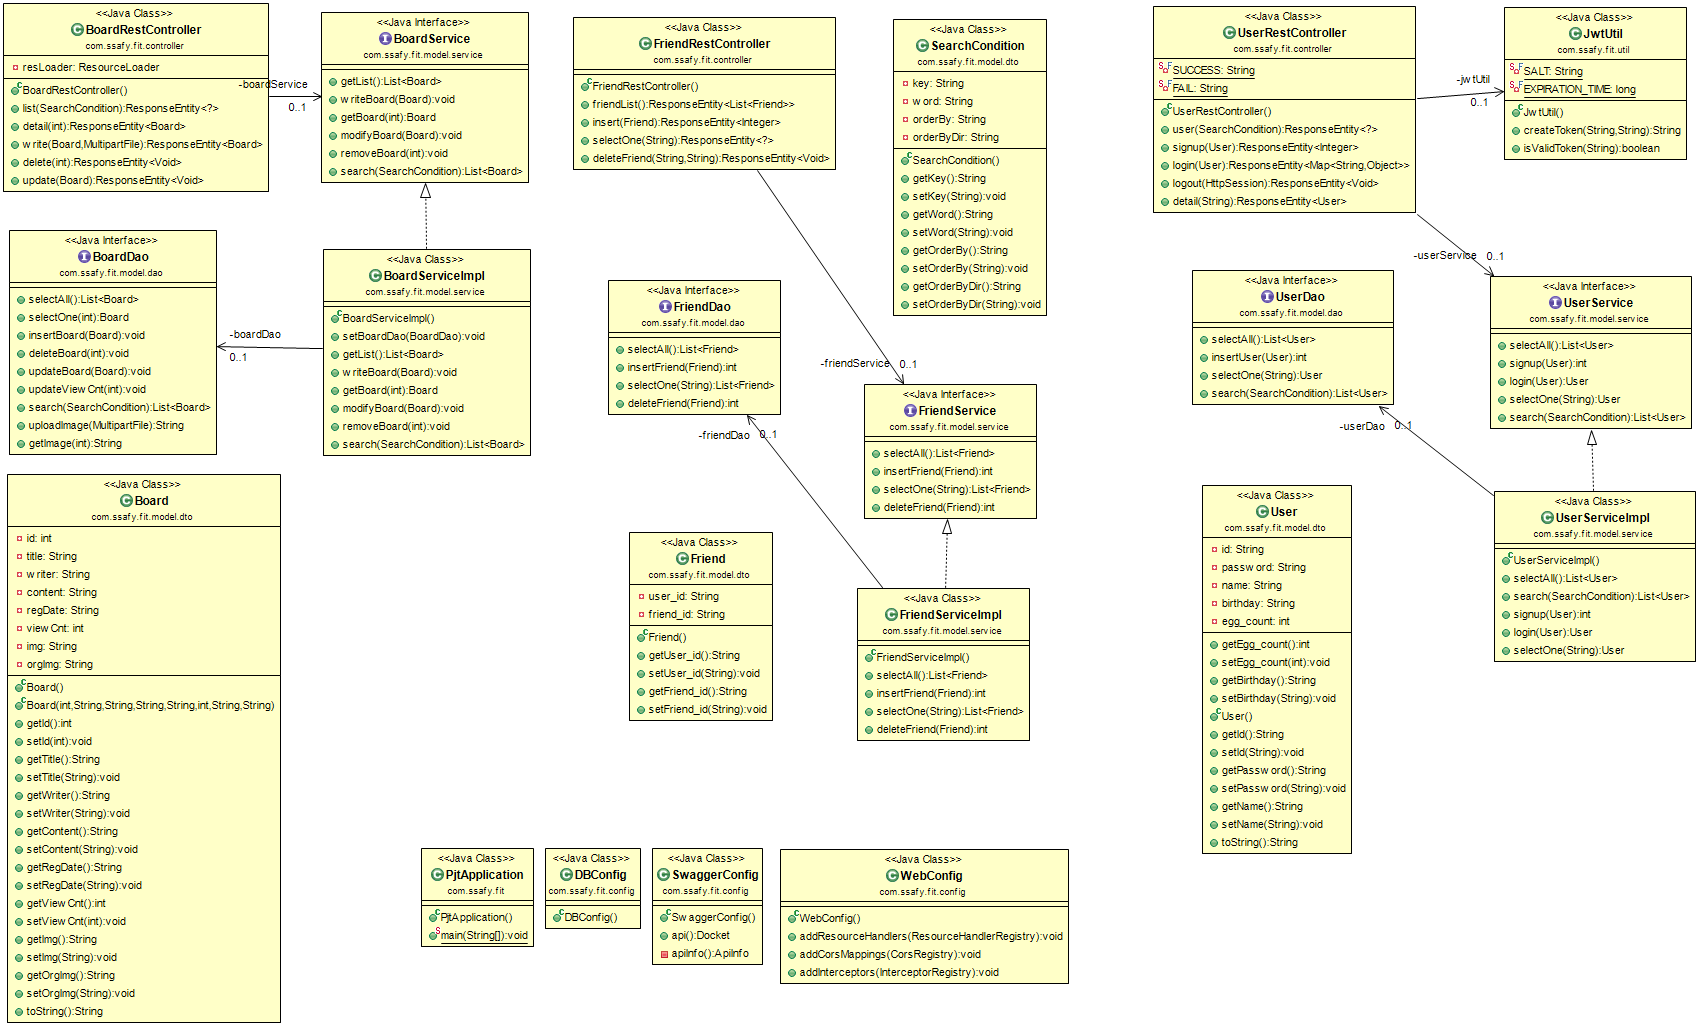 <<Java Class>>
BoardRestController
com.ssafy.fit.controller
resLoader: ResourceLoader
BoardRestController()
list(SearchCondition):ResponseEntity<?>
detail(int):ResponseEntity<Board>
write(Board,MultipartFile):ResponseEntity<Board>
delete(int):ResponseEntity<Void>
update(Board):ResponseEntity<Void>
-boardService
0..1
<<Java Interface>>
BoardService
com.ssafy.fit.model.service
getList():List<Board>
writeBoard(Board):void
getBoard(int):Board
modifyBoard(Board):void
removeBoard(int):void
search(SearchCondition):List<Board>
<<Java Class>>
FriendRestController
com.ssafy.fit.controller
FriendRestController()
friendList():ResponseEntity<List<Friend>>
insert(Friend):ResponseEntity<Integer>
selectOne(String):ResponseEntity<?>
deleteFriend(String,String):ResponseEntity<Void>
<<Java Class>>
SearchCondition
com.ssafy.fit.model.dto
key: String
word: String
orderBy: String
orderByDir: String
SearchCondition()
getKey():String
setKey(String):void
getWord():String
setWord(String):void
getOrderBy():String
setOrderBy(String):void
getOrderByDir():String
setOrderByDir(String):void
<<Java Class>>
UserRestController
com.ssafy.fit.controller
SUCCESS: String
FAIL: String
UserRestController()
user(SearchCondition):ResponseEntity<?>
signup(User):ResponseEntity<Integer>
login(User):ResponseEntity<Map<String,Object>>
logout(HttpSession):ResponseEntity<Void>
detail(String):ResponseEntity<User>
-jwtUtil
0..1
<<Java Class>>
JwtUtil
com.ssafy.fit.util
SALT: String
EXPIRATION_TIME: long
JwtUtil()
createToken(String,String):String
isValidToken(String):boolean
<<Java Interface>>
BoardDao
com.ssafy.fit.model.dao
selectAll():List<Board>
selectOne(int):Board
insertBoard(Board):void
deleteBoard(int):void
updateBoard(Board):void
updateViewCnt(int):void
search(SearchCondition):List<Board>
uploadImage(MultipartFile):String
getImage(int):String
-boardDao
0..1
<<Java Class>>
BoardServiceImpl
com.ssafy.fit.model.service
BoardServiceImpl()
setBoardDao(BoardDao):void
getList():List<Board>
writeBoard(Board):void
getBoard(int):Board
modifyBoard(Board):void
removeBoard(int):void
search(SearchCondition):List<Board>
<<Java Interface>>
FriendDao
com.ssafy.fit.model.dao
selectAll():List<Friend>
insertFriend(Friend):int
selectOne(String):List<Friend>
deleteFriend(Friend):int
-friendDao
0..1
-friendService
0..1
<<Java Interface>>
FriendService
com.ssafy.fit.model.service
selectAll():List<Friend>
insertFriend(Friend):int
selectOne(String):List<Friend>
deleteFriend(Friend):int
-userService
0..1
<<Java Interface>>
UserDao
com.ssafy.fit.model.dao
selectAll():List<User>
insertUser(User):int
selectOne(String):User
search(SearchCondition):List<User>
-userDao
0..1
<<Java Interface>>
UserService
com.ssafy.fit.model.service
selectAll():List<User>
signup(User):int
login(User):User
selectOne(String):User
search(SearchCondition):List<User>
<<Java Class>>
Board
com.ssafy.fit.model.dto
id: int
title: String
writer: String
content: String
regDate: String
viewCnt: int
img: String
orgImg: String
Board()
Board(int,String,String,String,String,int,String,String)
getId():int
setId(int):void
getTitle():String
setTitle(String):void
getWriter():String
setWriter(String):void
getContent():String
setContent(String):void
getRegDate():String
setRegDate(String):void
getViewCnt():int
setViewCnt(int):void
getImg():String
setImg(String):void
getOrgImg():String
setOrgImg(String):void
toString():String
<<Java Class>>
Friend
com.ssafy.fit.model.dto
user_id: String
friend_id: String
Friend()
getUser_id():String
setUser_id(String):void
getFriend_id():String
setFriend_id(String):void
<<Java Class>>
FriendServiceImpl
com.ssafy.fit.model.service
FriendServiceImpl()
selectAll():List<Friend>
insertFriend(Friend):int
selectOne(String):List<Friend>
deleteFriend(Friend):int
<<Java Class>>
User
com.ssafy.fit.model.dto
id: String
password: String
name: String
birthday: String
egg_count: int
getEgg_count():int
setEgg_count(int):void
getBirthday():String
setBirthday(String):void
User()
getId():String
setId(String):void
getPassword():String
setPassword(String):void
getName():String
setName(String):void
toString():String
<<Java Class>>
UserServiceImpl
com.ssafy.fit.model.service
UserServiceImpl()
selectAll():List<User>
search(SearchCondition):List<User>
signup(User):int
login(User):User
selectOne(String):User
<<Java Class>>
PjtApplication
com.ssafy.fit
PjtApplication()
main(String[]):void
<<Java Class>>
DBConfig
com.ssafy.fit.config
DBConfig()
<<Java Class>>
SwaggerConfig
com.ssafy.fit.config
SwaggerConfig()
api():Docket
apiInfo():ApiInfo
<<Java Class>>
WebConfig
com.ssafy.fit.config
WebConfig()
addResourceHandlers(ResourceHandlerRegistry):void
addCorsMappings(CorsRegistry):void
addInterceptors(InterceptorRegistry):void